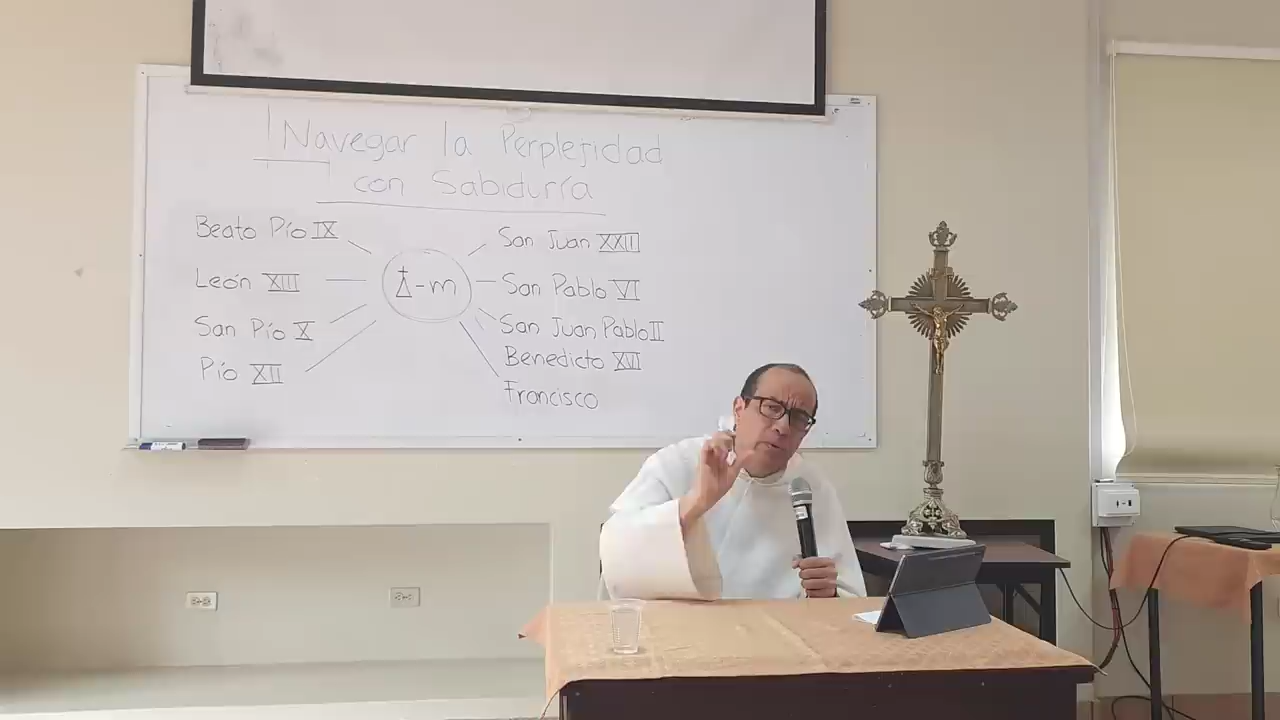 Navegar la Perplejidad
con Sabiduría
Beato Pío IX
León XIII
San Pío X
Pío XII
-m
San Juan XXIII
San Pablo VI
San Juan Pablo II
Benedicto XVI
Francisco